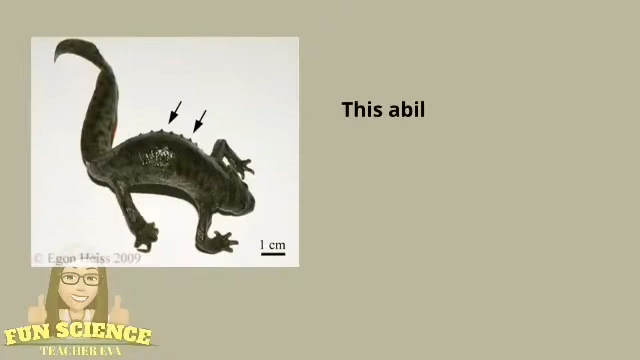 This abil
1 cm
© Egon Heiss 2009
FUN SCIENCE
TEACHER EVA